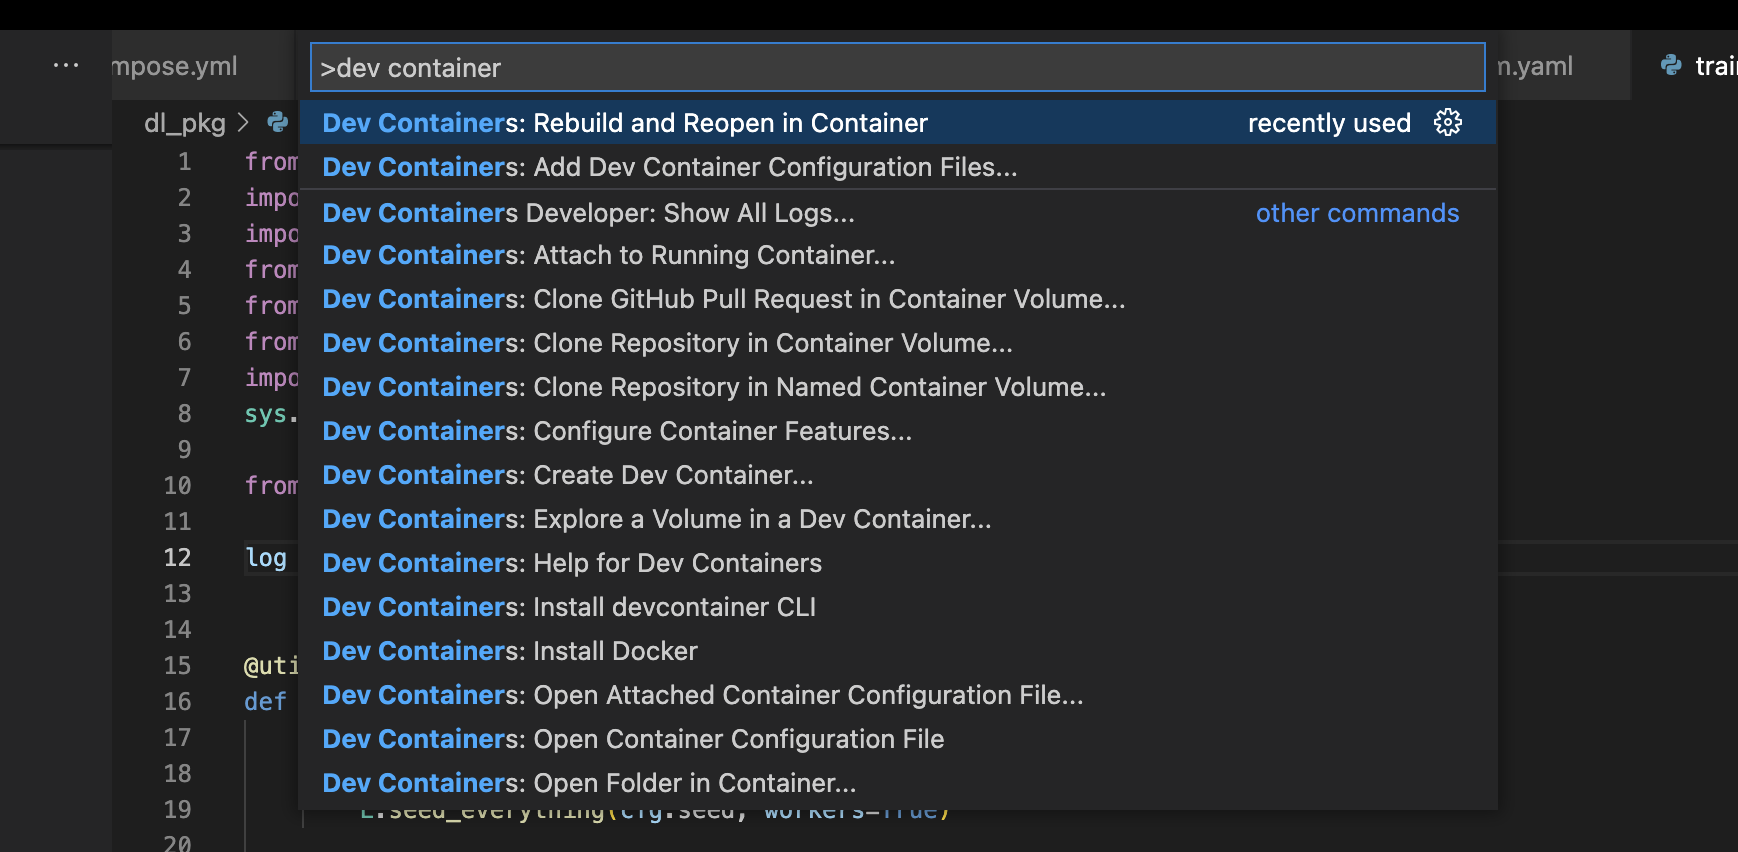 ... mpose.yml
>dev container
m.yaml
trai
dl_pkg >
Dev Containers: Rebuild and Reopen in Container recently used
Dev Containers: Add Dev Container Configuration Files...
Dev Containers Developer: Show All Logs... other commands
Dev Containers: Attach to Running Container...
Dev Containers: Clone GitHub Pull Request in Container Volume...
Dev Containers: Clone Repository in Container Volume...
Dev Containers: Clone Repository in Named Container Volume...
Dev Containers: Configure Container Features...
Dev Containers: Create Dev Container...
Dev Containers: Explore a Volume in a Dev Container...
Dev Containers: Help for Dev Containers
Dev Containers: Install devcontainer CLI
Dev Containers: Install Docker
Dev Containers: Open Attached Container Configuration File...
Dev Containers: Open Container Configuration File
Dev Containers: Open Folder in Container...
1 from
2 impo
3 impo
4 from
5 from
6 from
7 impo
8 sys.
9
10 from
11
12 log
13
14
15 @uti
16 def
17
18
19 L.seed_everything(cfg.seed, workers=True)
20